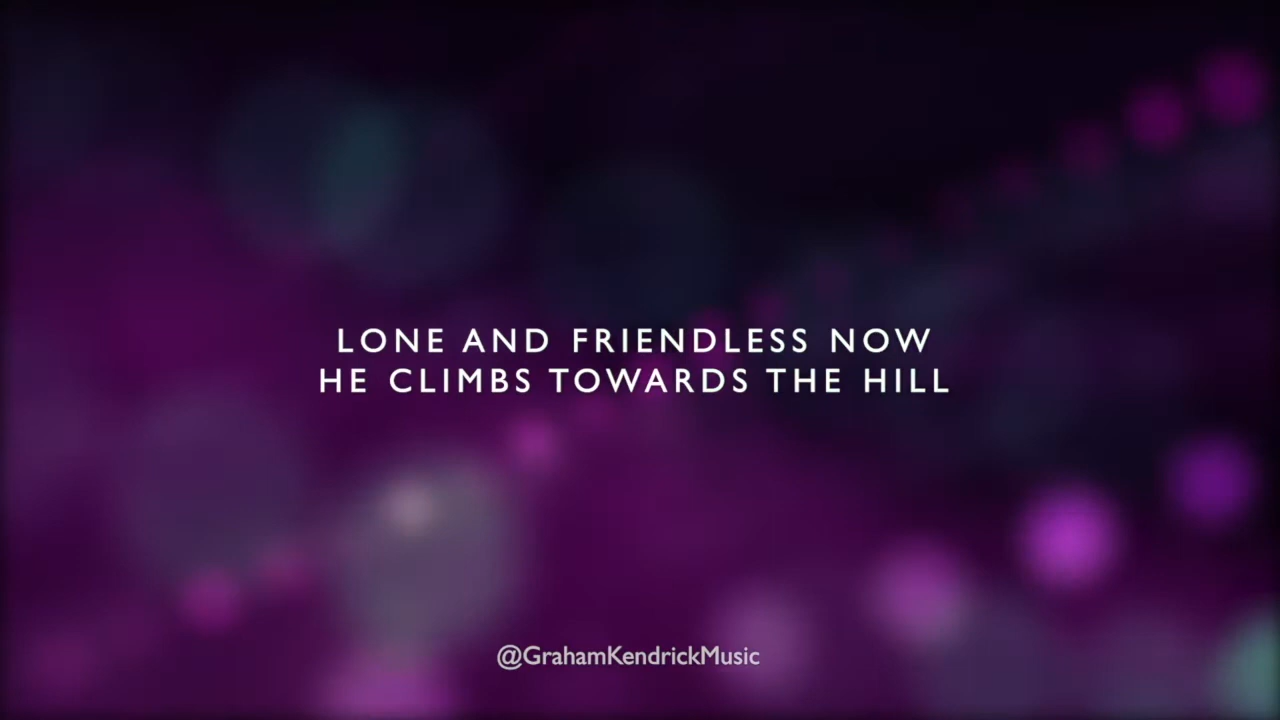 LONE AND FRIENDLESS NOW
HE CLIMBS TOWARDS THE HILL
@GrahamKendrickMusic